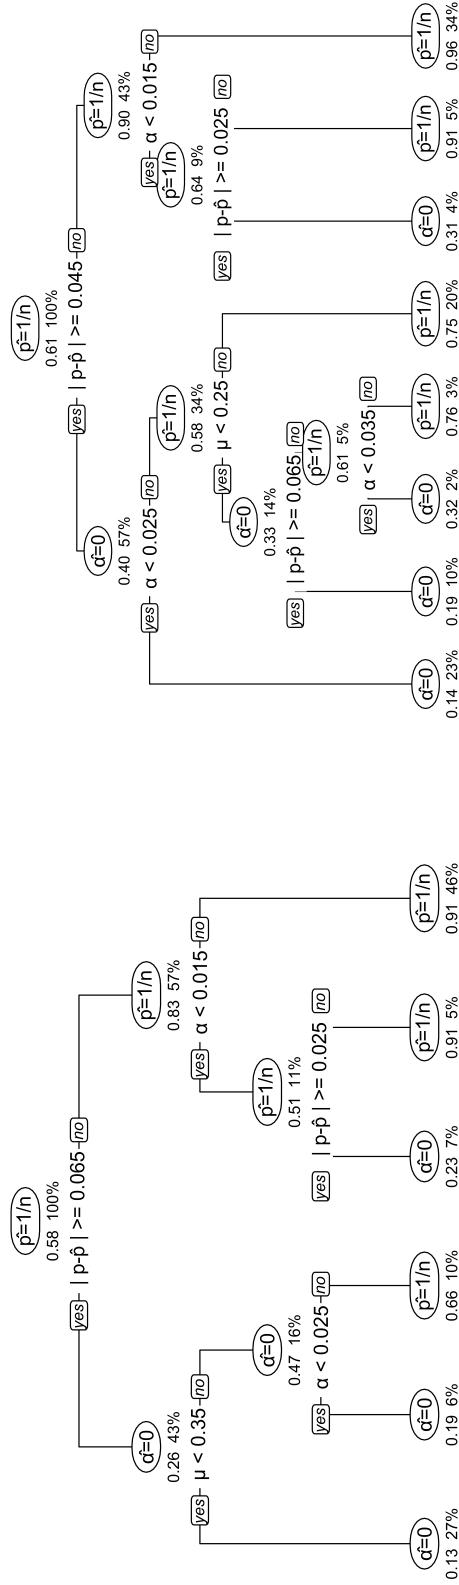 p̂=1/n
0.58 100%
yes | p-p̂ | >= 0.065 no
α̂=0
0.26 43%
p̂=1/n
0.83 57%
yes μ < 0.35 no
yes α < 0.015 no
α̂=0
0.47 16%
p̂=1/n
0.51 11%
yes α < 0.025 no
yes | p-p̂ | >= 0.025 no
α̂=0
0.13 27%
α̂=0
0.19 6%
p̂=1/n
0.66 10%
α̂=0
0.23 7%
p̂=1/n
0.91 5%
p̂=1/n
0.91 46%
p̂=1/n
0.61 100%
yes | p-p̂ | >= 0.045 no
α̂=0
0.40 57%
p̂=1/n
0.90 43%
yes α < 0.025 no
yes α < 0.015 no
p̂=1/n
0.58 34%
p̂=1/n
0.64 9%
yes μ < 0.25 no
yes | p-p̂ | >= 0.025 no
α̂=0
0.33 14%
yes | p-p̂ | >= 0.065 no
p̂=1/n
0.61 5%
yes α < 0.035 no
α̂=0
0.14 23%
α̂=0
0.19 10%
α̂=0
0.32 2%
p̂=1/n
0.76 3%
p̂=1/n
0.75 20%
α̂=0
0.31 4%
p̂=1/n
0.91 5%
p̂=1/n
0.96 34%